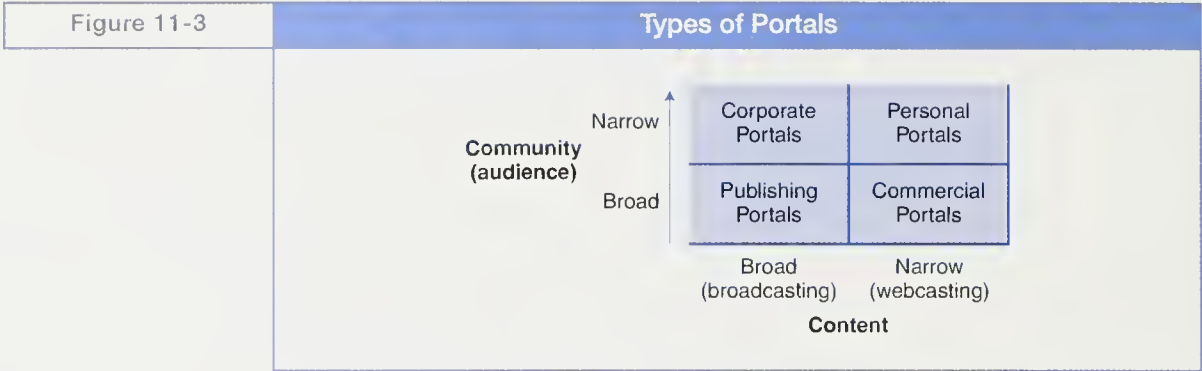 Figure 11-3
Types of Portals
Community
(audience)
Narrow
Broad
Corporate
Portals
Personal
Portals
Publishing
Portals
Commercial
Portals
Broad
(broadcasting)
Narrow
(webcasting)
Content